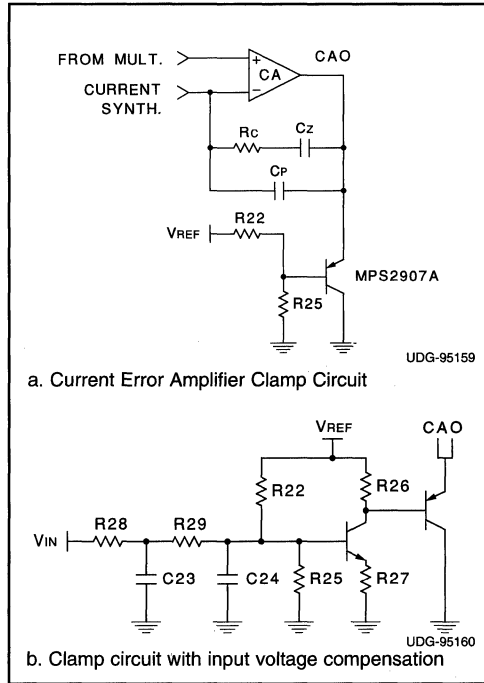 FROM MULT.
CURRENT
SYNTH.
+
CA
−
CAO
RC
CZ
CP
VREF
R22
MPS2907A
R25
UDG-95159
a. Current Error Amplifier Clamp Circuit
VREF
CAO
R22
R26
VIN
R28
R29
C23
C24
R25
R27
UDG-95160
b. Clamp circuit with input voltage compensation